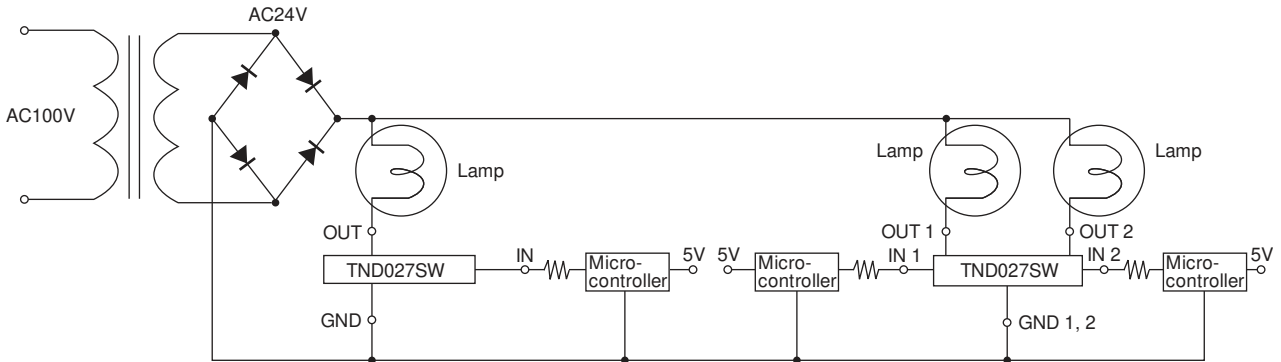 AC24V
AC100V
Lamp
Lamp
Lamp
OUT
OUT 1
OUT 2
IN
5V
5V
IN 1
IN 2
5V
TND027SW
Micro-
controller
Micro-
controller
TND027SW
Micro-
controller
GND
GND 1, 2